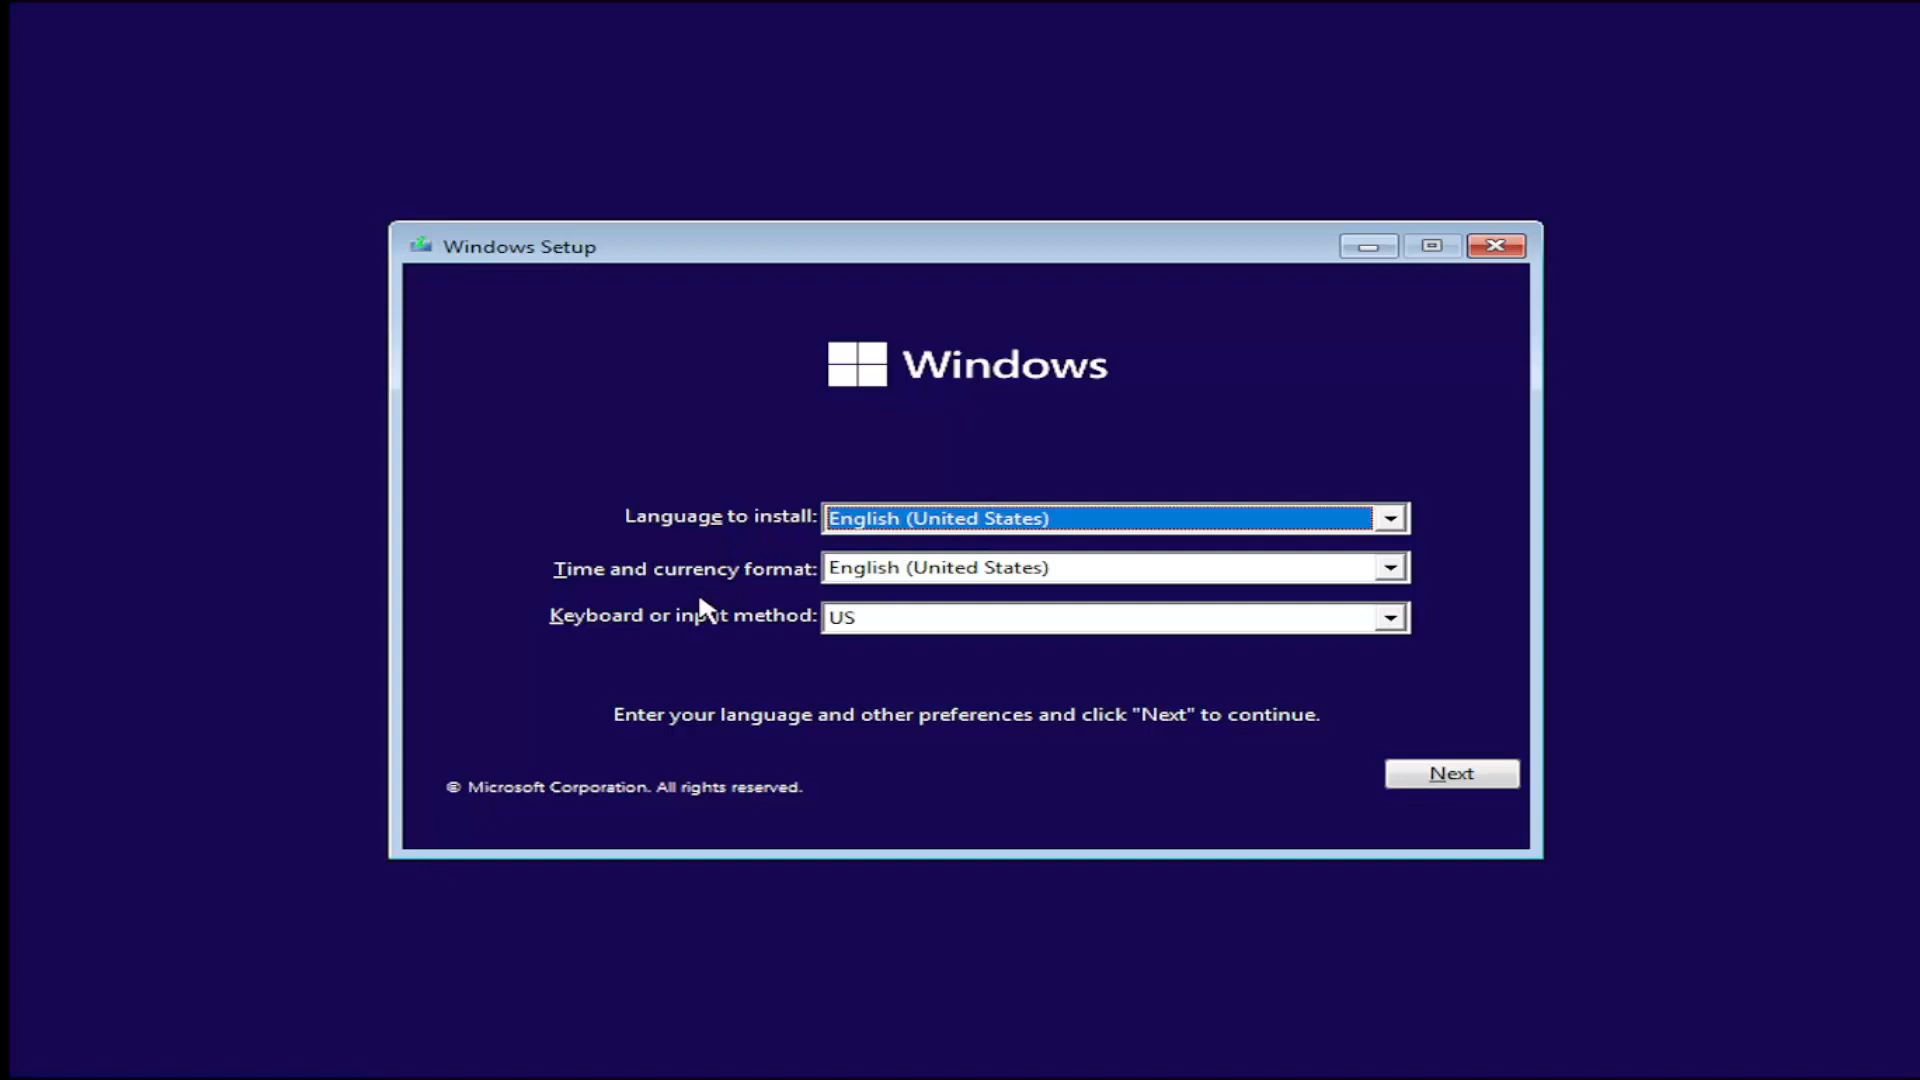 Windows Setup
Windows
Language to install: English (United States)
Time and currency format: English (United States)
Keyboard or input method: US
Enter your language and other preferences and click "Next" to continue.
Next
© Microsoft Corporation. All rights reserved.